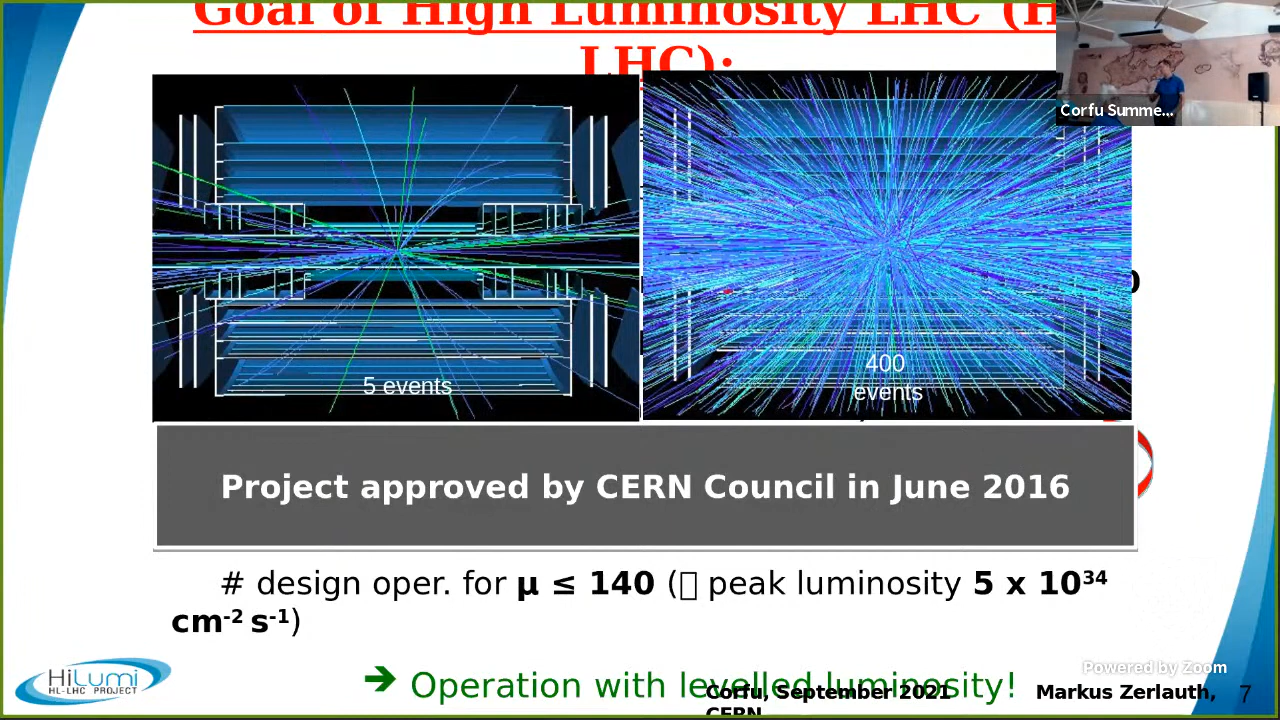 Goal of High Luminosity LHC (H
LHC):
Corfu Summe...
5 events
400
events
Project approved by CERN Council in June 2016
# design oper. for µ ≤ 140 ( peak luminosity 5 x 10³⁴
cm⁻² s⁻¹)
➔ Operation with levelled luminosity!
HiLumi
HL-LHC PROJECT
Powered by Zoom
Corfu, September 2021
CERN
Markus Zerlauth,
7